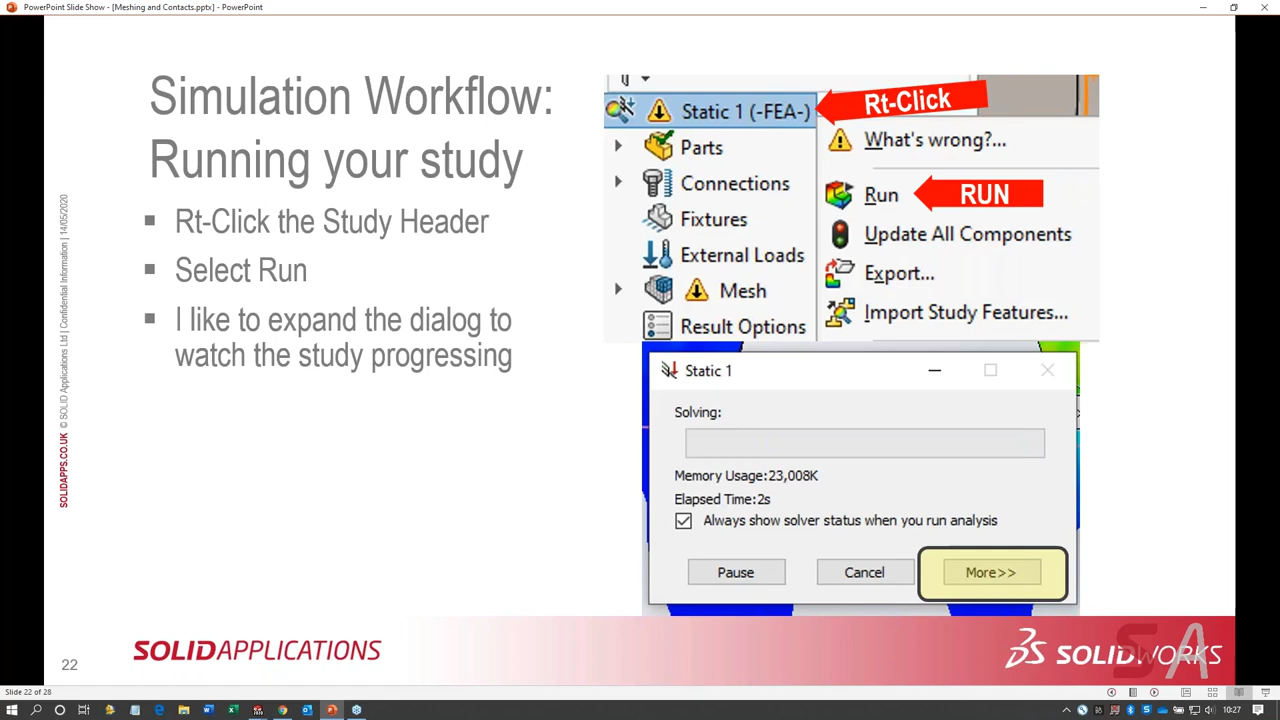 PowerPoint Slide Show - [Meshing and Contacts.pptx] - PowerPoint
Simulation Workflow:
Running your study
▪ Rt-Click the Study Header
▪ Select Run
▪ I like to expand the dialog to
watch the study progressing
SOLIDAPPS.CO.UK © SOLID Applications Ltd | Confidential Information | 14/05/2020
Static 1 (-FEA-)
Rt-Click
Parts
Connections
Fixtures
External Loads
Mesh
Result Options
What's wrong?...
Run
RUN
Update All Components
Export...
Import Study Features...
Static 1
Solving:
Memory Usage:23,008K
Elapsed Time:2s
Always show solver status when you run analysis
Pause
Cancel
More>>
22
SOLIDAPPLICATIONS
SOLIDWORKS
SA
Slide 22 of 28
10:27